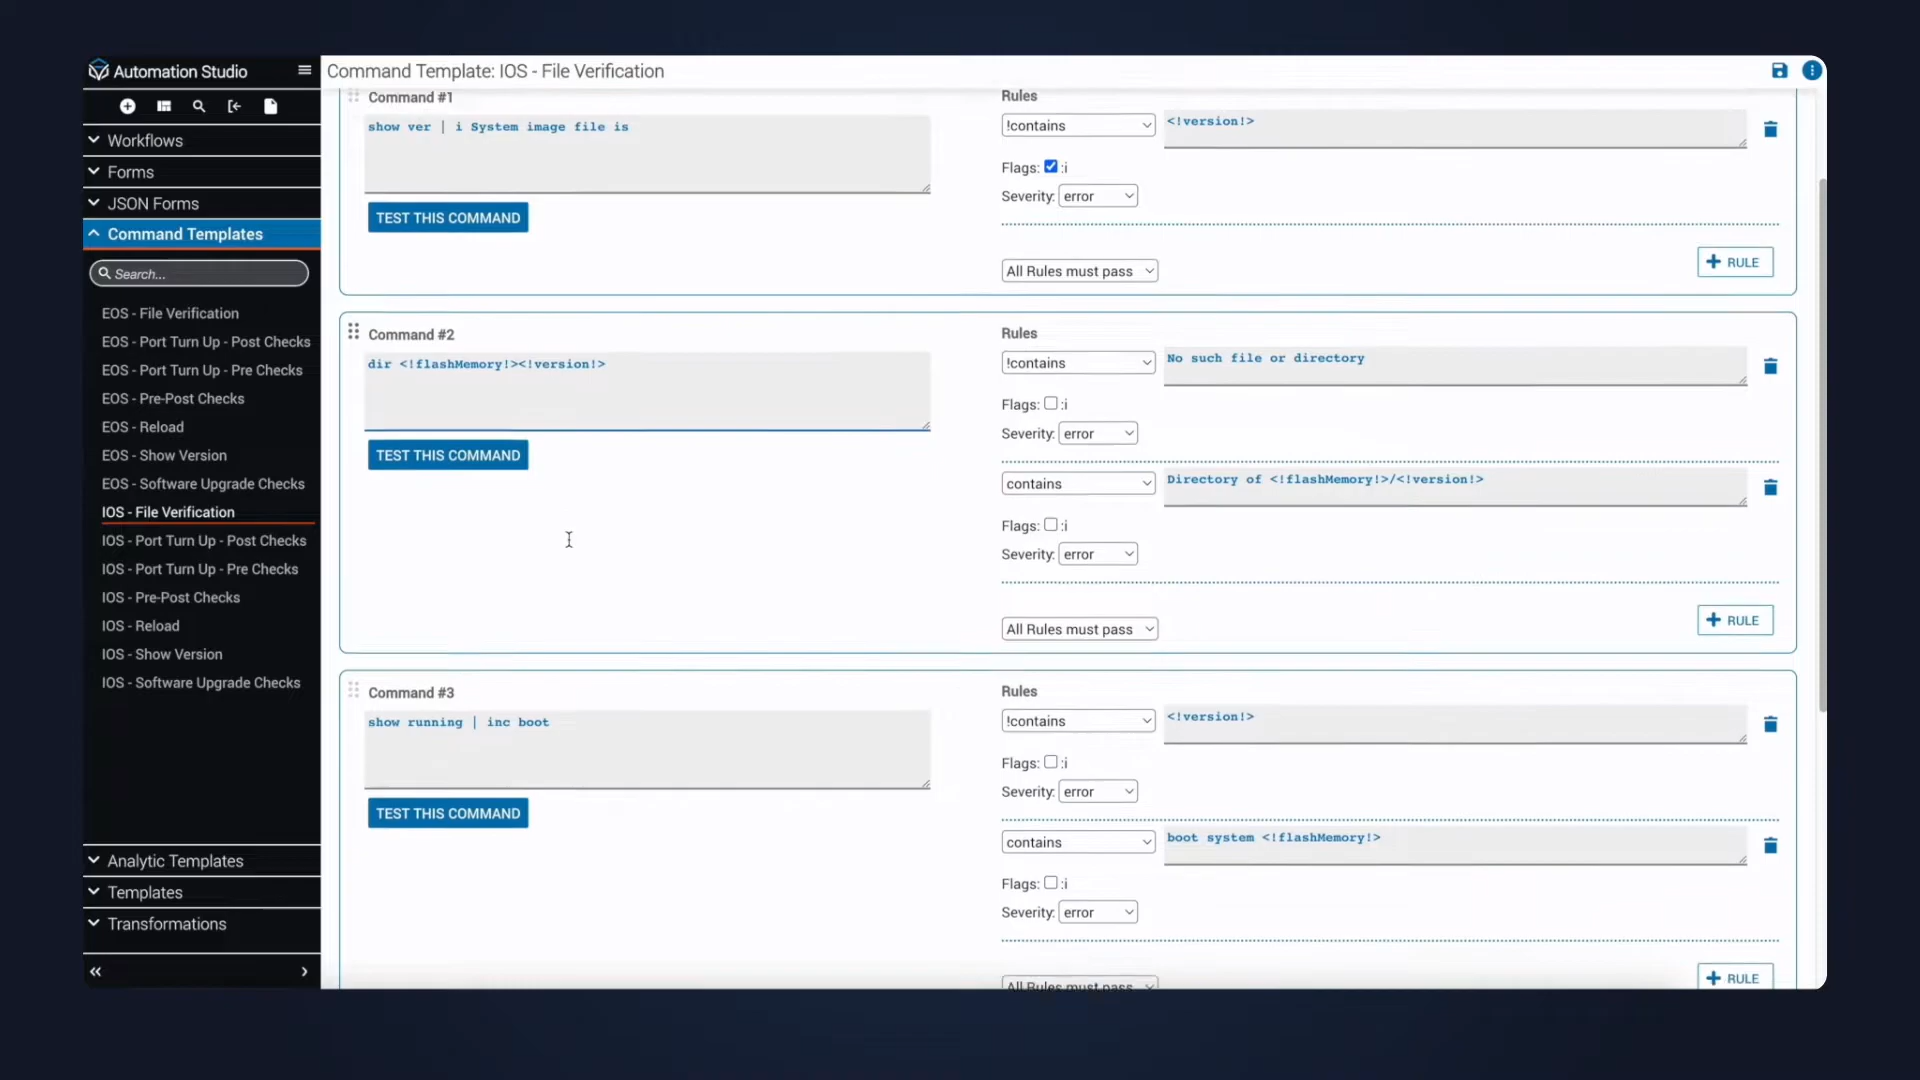 Automation Studio
Command Template: IOS - File Verification
Workflows
Forms
JSON Forms
Command Templates
Search...
EOS - File Verification
EOS - Port Turn Up - Post Checks
EOS - Port Turn Up - Pre Checks
EOS - Pre-Post Checks
EOS - Reload
EOS - Show Version
EOS - Software Upgrade Checks
IOS - File Verification
IOS - Port Turn Up - Post Checks
IOS - Port Turn Up - Pre Checks
IOS - Pre-Post Checks
IOS - Reload
IOS - Show Version
IOS - Software Upgrade Checks
Analytic Templates
Templates
Transformations
Command #1
show ver | i System image file is
TEST THIS COMMAND
Rules
!contains
<!version!>
Flags: :i
Severity: error
All Rules must pass
+ RULE
Command #2
dir <!flashMemory!><!version!>
TEST THIS COMMAND
Rules
!contains
No such file or directory
Flags: :i
Severity: error
contains
Directory of <!flashMemory!>/<!version!>
Flags: :i
Severity: error
All Rules must pass
+ RULE
Command #3
show running | inc boot
TEST THIS COMMAND
Rules
!contains
<!version!>
Flags: :i
Severity: error
contains
boot system <!flashMemory!>
Flags: :i
Severity: error
All Rules must pass
+ RULE